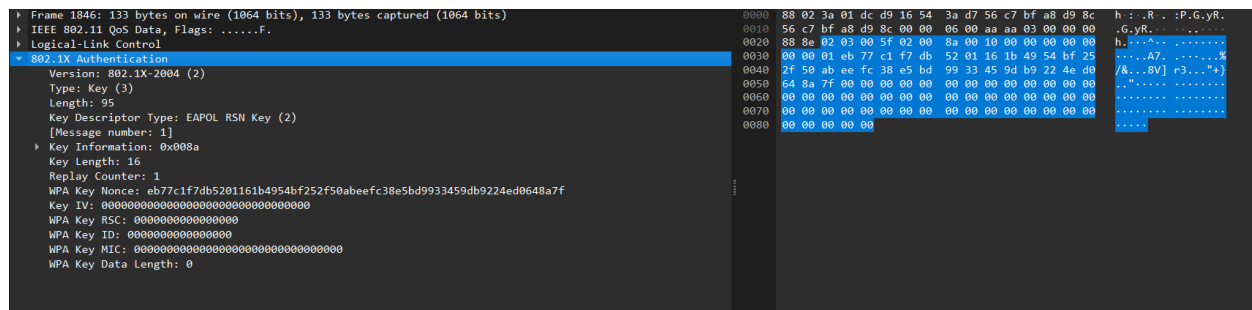 Frame 1846: 133 bytes on wire (1064 bits), 133 bytes captured (1064 bits)
IEEE 802.11 QoS Data, Flags: ......F.
Logical-Link Control
802.1X Authentication
Version: 802.1X-2004 (2)
Type: Key (3)
Length: 95
Key Descriptor Type: EAPOL RSN Key (2)
[Message number: 1]
Key Information: 0x008a
Key Length: 16
Replay Counter: 1
WPA Key Nonce: eb77c1f7db5201161b4954bf252f50abeefc38e5bd9933459db9224ed0648a7f
Key IV: 00000000000000000000000000000000
WPA Key RSC: 0000000000000000
WPA Key ID: 0000000000000000
WPA Key MIC: 00000000000000000000000000000000
WPA Key Data Length: 0
0000 88 02 3a 01 dc d9 16 54 3a d7 56 c7 bf a8 d9 8c h·:·.R·. :P.G.yR.
0010 56 c7 bf a8 d9 8c 00 00 06 00 aa aa 03 00 00 00 .G.yR.·· ··..····
0020 88 8e 02 03 00 5f 02 00 8a 00 10 00 00 00 00 00 h.···^·· .·······
0030 00 00 01 eb 77 c1 f7 db 52 01 16 1b 49 54 bf 25 ···..A7. .····..%
0040 2f 50 ab ee fc 38 e5 bd 99 33 45 9d b9 22 4e d0 /&...8V] r3..."+}
0050 64 8a 7f 00 00 00 00 00 00 00 00 00 00 00 00 00 .."····· ········
0060 00 00 00 00 00 00 00 00 00 00 00 00 00 00 00 00 ········ ········
0070 00 00 00 00 00 00 00 00 00 00 00 00 00 00 00 00 ········ ········
0080 00 00 00 00 00 ·····